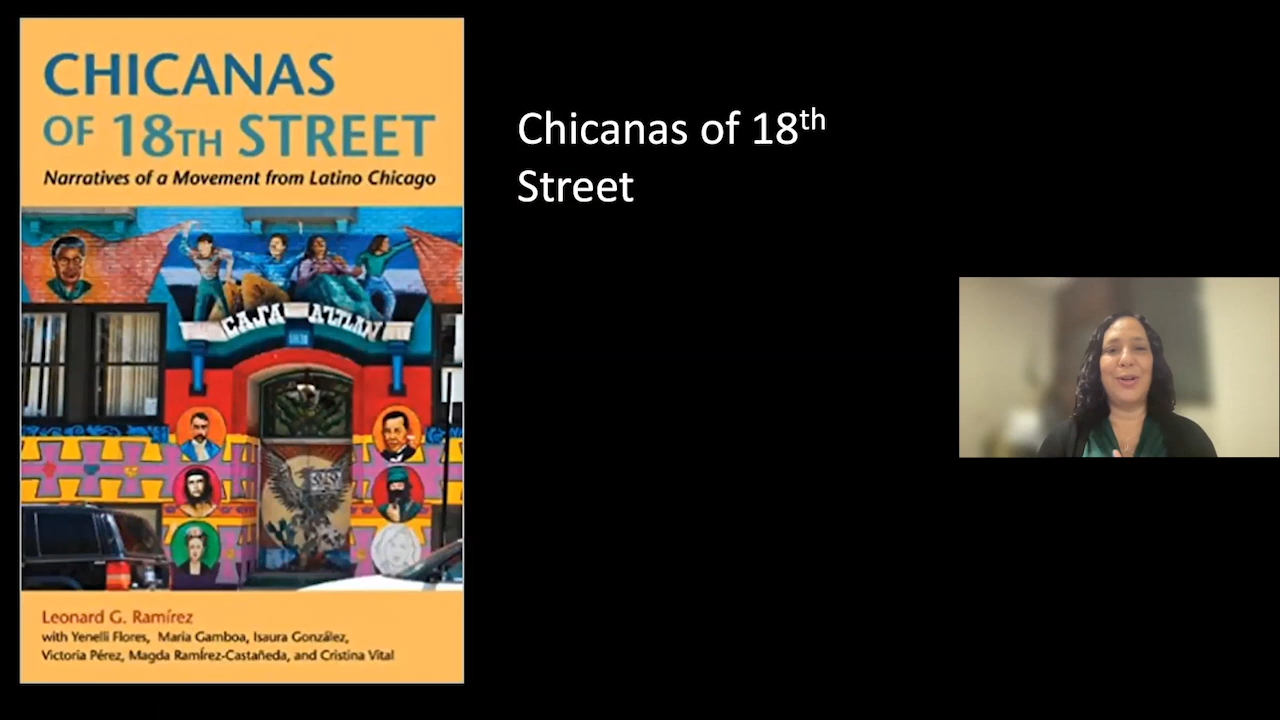 CHICANAS
OF 18TH STREET
Narratives of a Movement from Latino Chicago
CASA AZTLAN
Leonard G. Ramírez
with Yenelli Flores, María Gamboa, Isaura González,
Victoria Pérez, Magda Ramírez-Castañeda, and Cristina Vital
Chicanas of 18th
Street